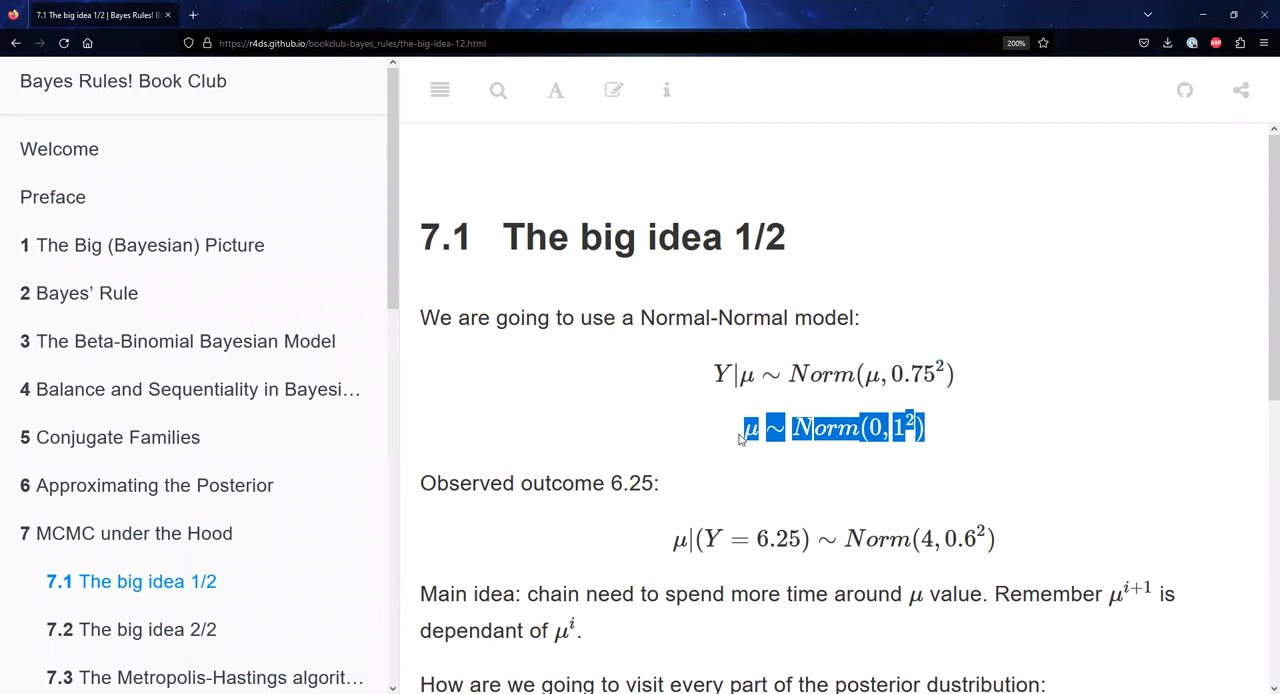 7.1 The big idea 1/2 | Bayes Rules! Bo
https://r4ds.github.io/bookclub-bayes_rules/the-big-idea-12.html
200%
ABP
Bayes Rules! Book Club
Welcome
Preface
1 The Big (Bayesian) Picture
2 Bayes’ Rule
3 The Beta-Binomial Bayesian Model
4 Balance and Sequentiality in Bayesi…
5 Conjugate Families
6 Approximating the Posterior
7 MCMC under the Hood
7.1 The big idea 1/2
7.2 The big idea 2/2
7.3 The Metropolis-Hastings algorit…
A
i
7.1 The big idea 1/2
We are going to use a Normal-Normal model:
Y|μ ∼ Norm(μ, 0.75²)
μ ∼ Norm(0, 1²)
Observed outcome 6.25:
μ|(Y = 6.25) ∼ Norm(4, 0.6²)
Main idea: chain need to spend more time around μ value. Remember μⁱ⁺¹ is
dependant of μⁱ.
How are we going to visit every part of the posterior dustribution: